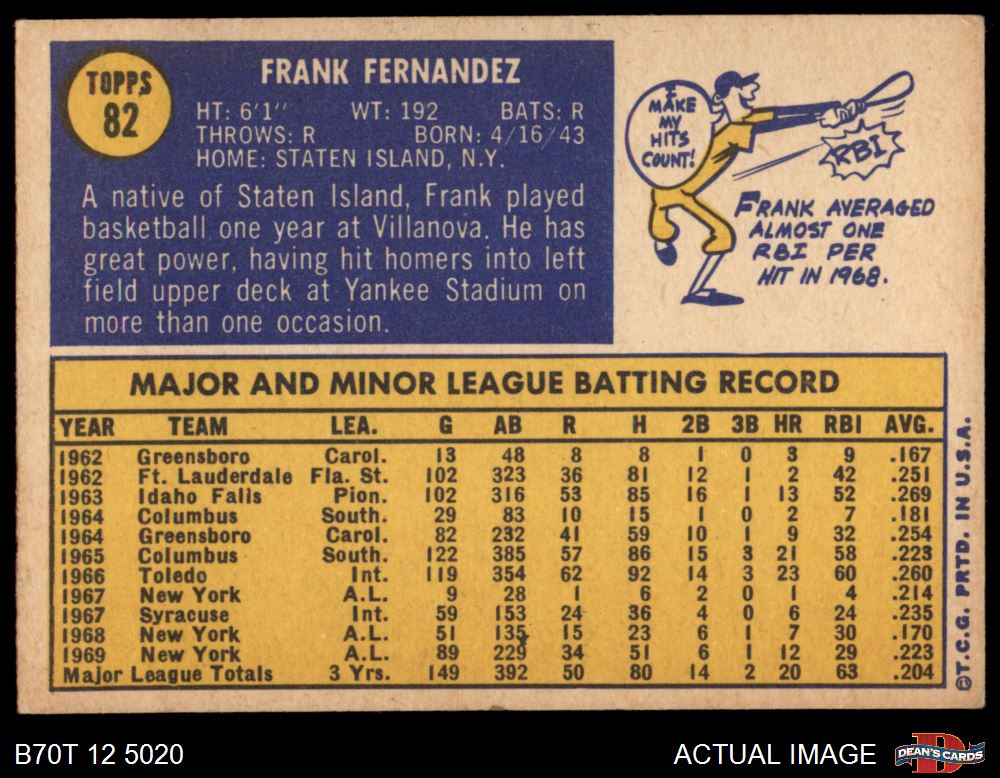 TOPPS
82
FRANK FERNANDEZ
HT: 6'1" WT: 192 BATS: R
THROWS: R BORN: 4/16/43
HOME: STATEN ISLAND, N.Y.
A native of Staten Island, Frank played
basketball one year at Villanova. He has
great power, having hit homers into left
field upper deck at Yankee Stadium on
more than one occasion.
I
MAKE
MY
HITS
COUNT!
RBI
FRANK AVERAGED
ALMOST ONE
RBI PER
HIT IN 1968.
MAJOR AND MINOR LEAGUE BATTING RECORD
YEAR TEAM LEA. G AB R H 2B 3B HR RBI AVG.
1962 Greensboro Carol. 13 48 8 8 1 0 3 9 .167
1962 Ft. Lauderdale Fla. St. 102 323 36 81 12 1 2 42 .251
1963 Idaho Falls Pion. 102 316 53 85 16 1 13 52 .269
1964 Columbus South. 29 83 10 15 1 0 2 7 .181
1964 Greensboro Carol. 82 232 41 59 10 1 9 32 .254
1965 Columbus South. 122 385 57 86 15 3 21 58 .223
1966 Toledo Int. 119 354 62 92 14 3 23 60 .260
1967 New York A.L. 9 28 1 6 2 0 1 4 .214
1967 Syracuse Int. 59 153 24 36 4 0 6 24 .235
1968 New York A.L. 51 135 15 23 6 1 7 30 .170
1969 New York A.L. 89 229 34 51 6 1 12 29 .223
Major League Totals 3 Yrs. 149 392 50 80 14 2 20 63 .204
©T.C.G. PRTD. IN U.S.A.
B70T 12 5020
ACTUAL IMAGE
DEAN'S CARDS